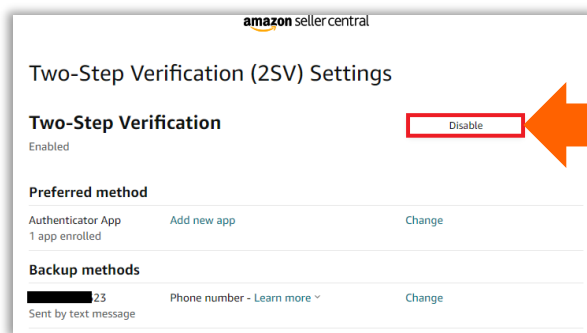 amazon seller central
Two-Step Verification (2SV) Settings
Two-Step Verification
Disable
Enabled
Preferred method
Authenticator App Add new app Change
1 app enrolled
Backup methods
23 Phone number - Learn more Change
Sent by text message